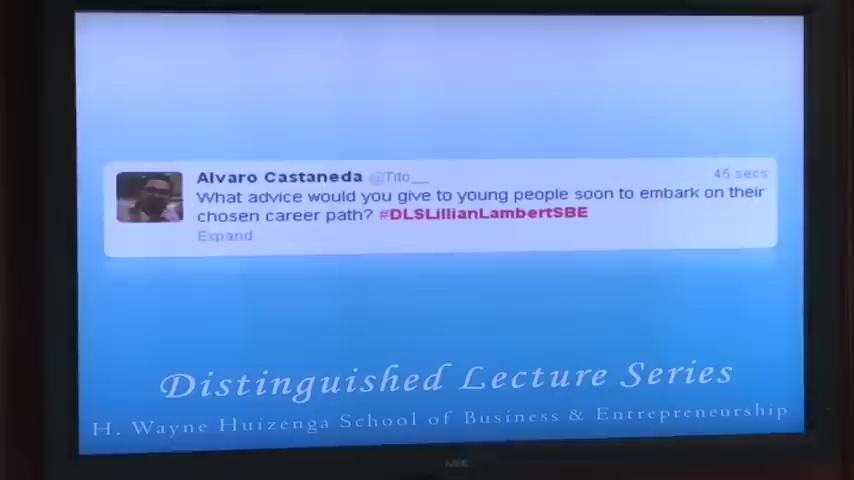 Alvaro Castaneda @Tito__ 45 secs
What advice would you give to young people soon to embark on their
chosen career path? #DLSLillianLambertSBE
Expand
Distinguished Lecture Series
H. Wayne Huizenga School of Business & Entrepreneurship
NEC